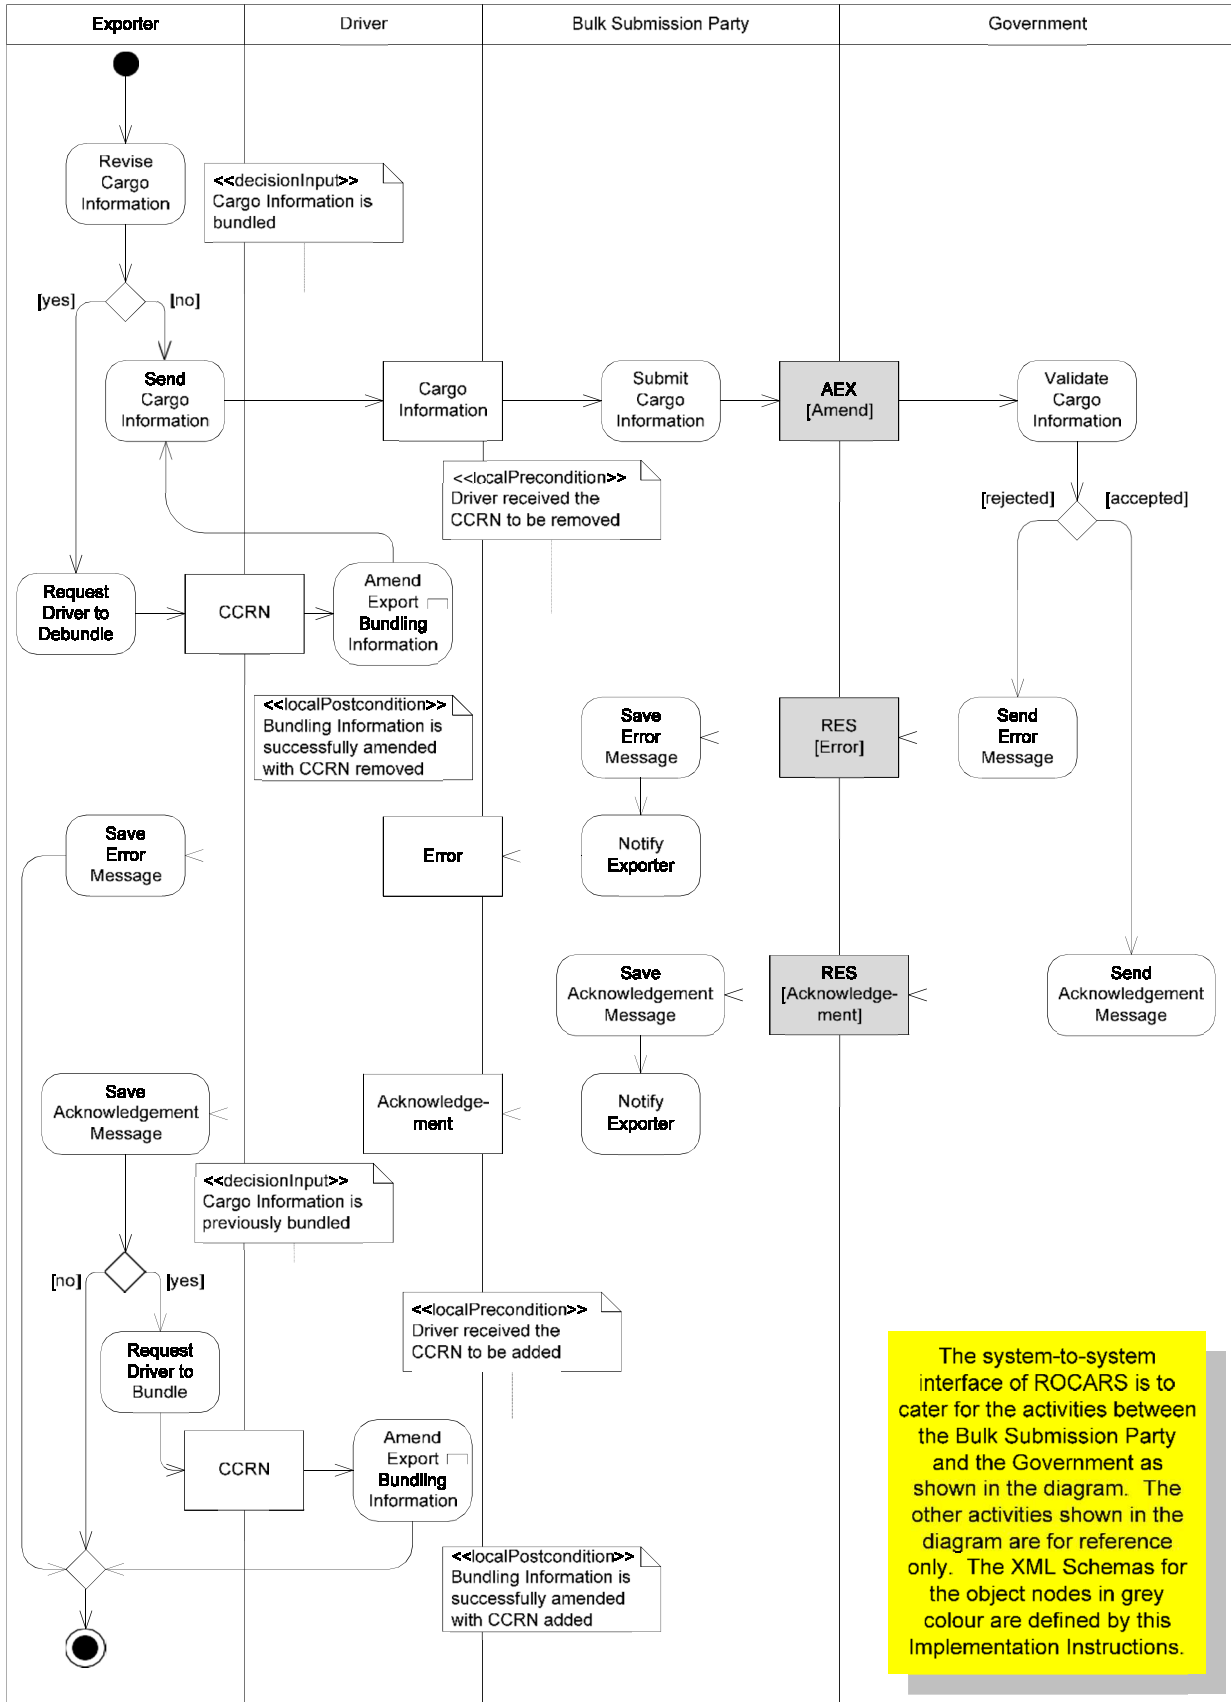 Exporter
Driver
Bulk Submission Party
Government
Revise
Cargo
Information
<<decisionInput>>
Cargo Information is
bundled
[yes]
[no]
Send
Cargo
Information
Cargo
Information
Submit
Cargo
Information
AEX
[Amend]
Validate
Cargo
Information
<<localPrecondition>>
Driver received the
CCRN to be removed
[rejected]
[accepted]
Request
Driver to
Debundle
CCRN
Amend
Export
Bundling
Information
<<localPostcondition>>
Bundling Information is
successfully amended
with CCRN removed
Save
Error
Message
RES
[Error]
Send
Error
Message
Save
Error
Message
Error
Notify
Exporter
Save
Acknowledgement
Message
RES
[Acknowledge-
ment]
Send
Acknowledgement
Message
Save
Acknowledgement
Message
Acknowledge-
ment
Notify
Exporter
<<decisionInput>>
Cargo Information is
previously bundled
[no]
[yes]
<<localPrecondition>>
Driver received the
CCRN to be added
Request
Driver to
Bundle
CCRN
Amend
Export
Bundling
Information
<<localPostcondition>>
Bundling Information is
successfully amended
with CCRN added
The system-to-system
interface of ROCARS is to
cater for the activities between
the Bulk Submission Party
and the Government as
shown in the diagram.  The
other activities shown in the
diagram are for reference
only.  The XML Schemas for
the object nodes in grey
colour are defined by this
Implementation Instructions.